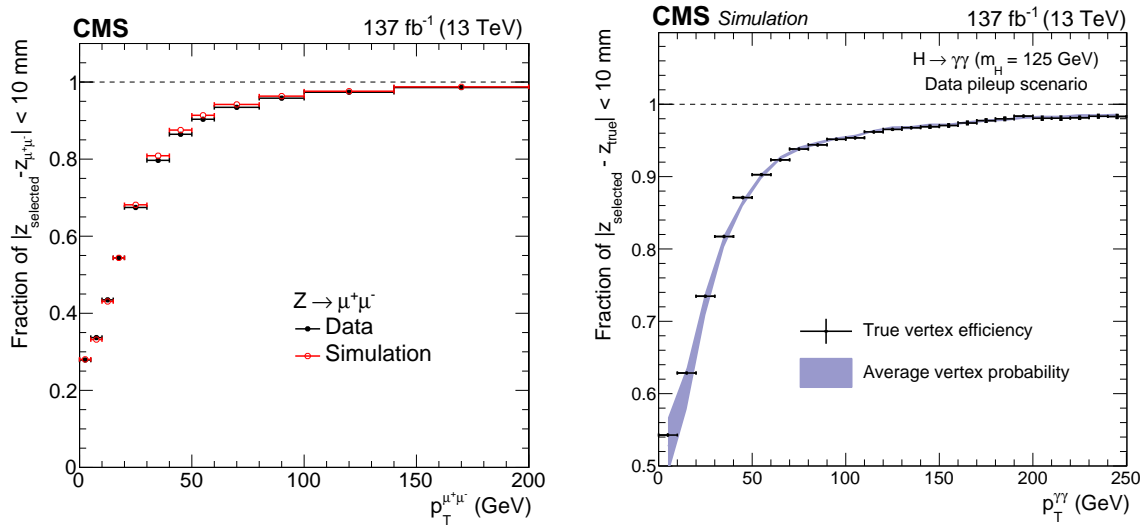 CMS 137 fb⁻¹ (13 TeV)
Fraction of |z_selected - z_μ⁺μ⁻| < 10 mm
1
0.8
0.6
0.4
0.2
0
Z → μ⁺μ⁻
Data
Simulation
0 50 100 150 200
p_T^μ⁺μ⁻ (GeV)
CMS Simulation 137 fb⁻¹ (13 TeV)
Fraction of |z_selected - z_true| < 10 mm
H → γγ (m_H = 125 GeV)
Data pileup scenario
1
0.9
0.8
0.7
0.6
0.5
True vertex efficiency
Average vertex probability
0 50 100 150 200 250
p_T^γγ (GeV)